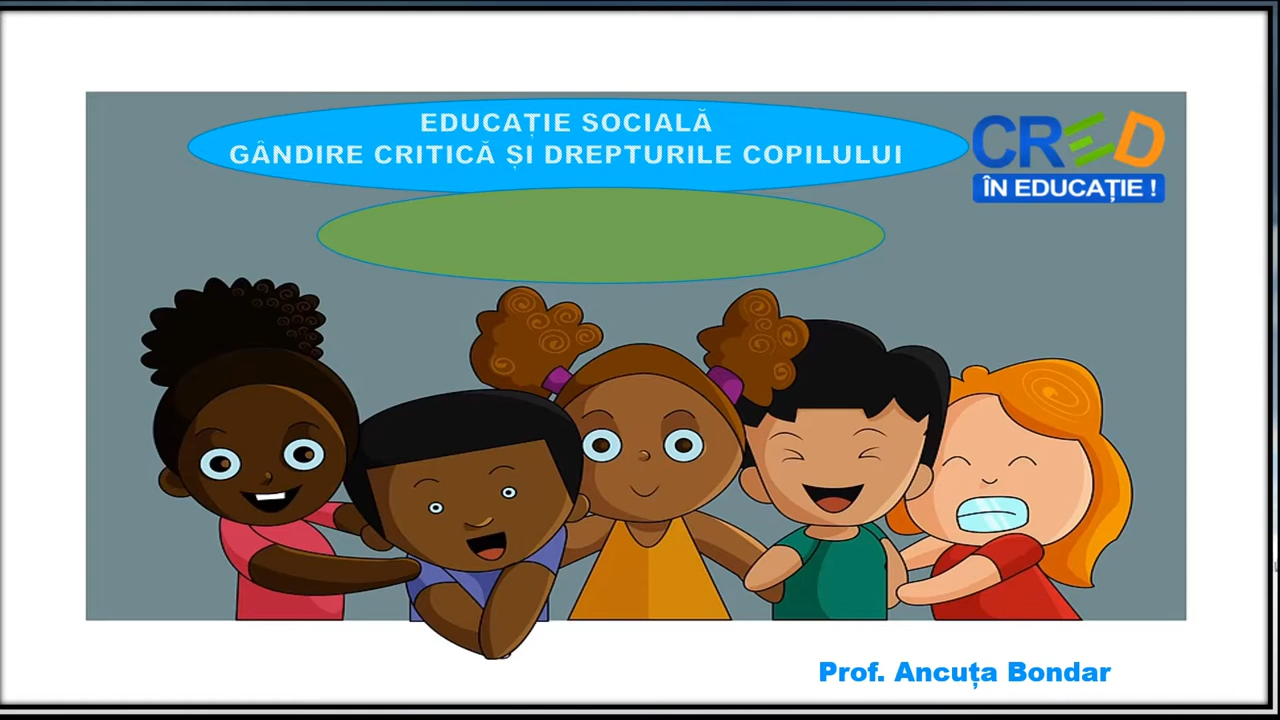 EDUCAȚIE SOCIALĂ
GÂNDIRE CRITICĂ ȘI DREPTURILE COPILULUI
CRED
ÎN EDUCAȚIE !
Prof. Ancuța Bondar